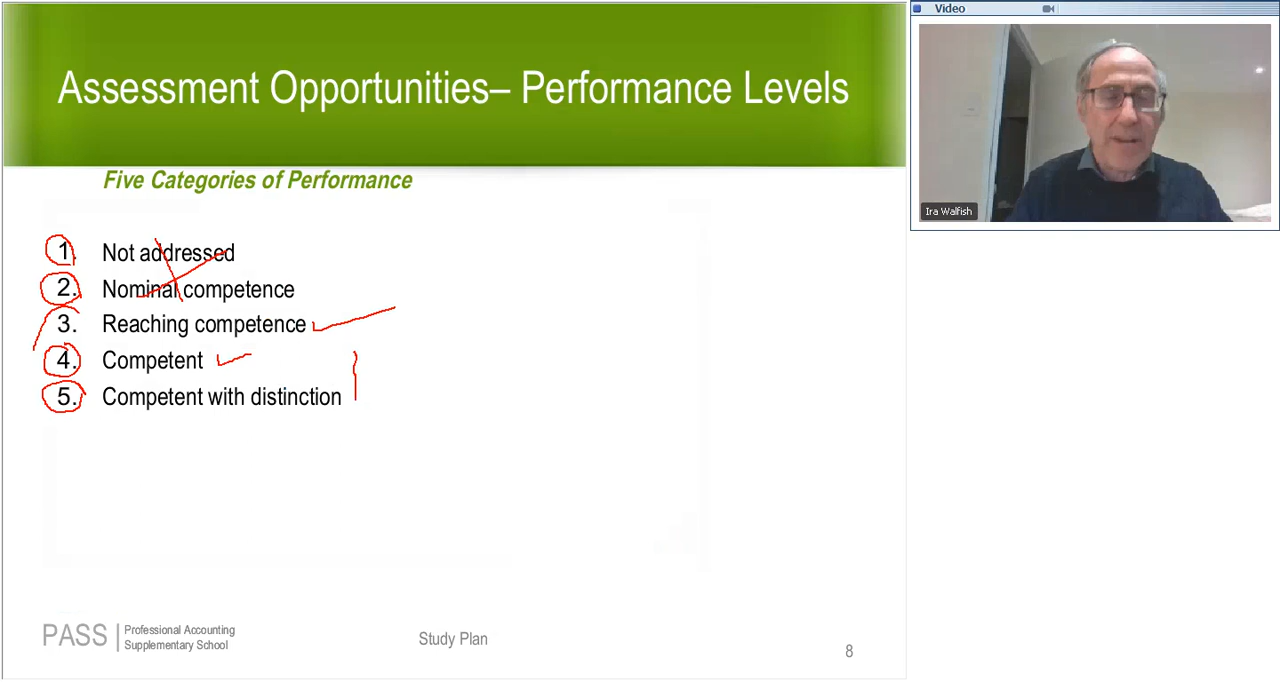 Video
Assessment Opportunities– Performance Levels
Five Categories of Performance
1. Not addressed
2. Nominal competence
3. Reaching competence
4. Competent
5. Competent with distinction
Ira Walfish
PASS
Professional Accounting
Supplementary School
Study Plan
8